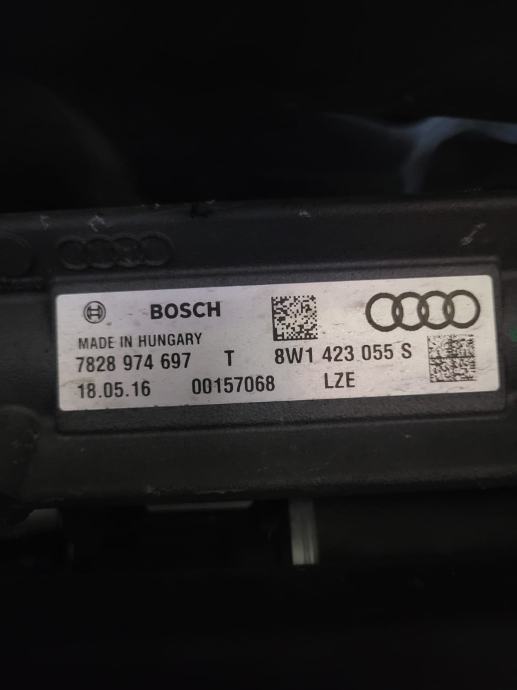 BOSCH
MADE IN HUNGARY
7828 974 697 T 8W1 423 055 S
18.05.16 00157068 LZE